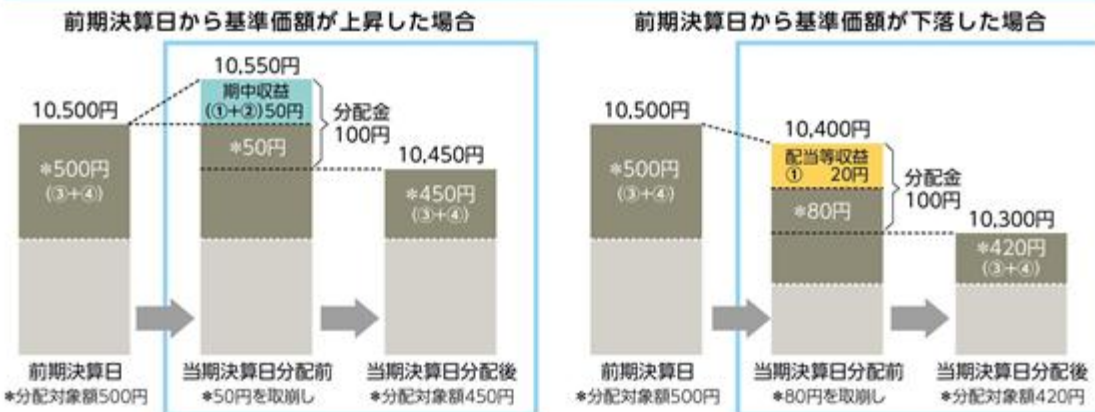 前期決算日から基準価額が上昇した場合
10,500円
*500円
(③+④)
10,550円
期中収益
(①+②)50円
*50円
分配金
100円
10,450円
*450円
(③+④)
前期決算日
*分配対象額500円
当期決算日分配前
*50円を取崩し
当期決算日分配後
*分配対象額450円
前期決算日から基準価額が下落した場合
10,500円
*500円
(③+④)
10,400円
配当等収益
① 20円
*80円
分配金
100円
10,300円
*420円
(③+④)
前期決算日
*分配対象額500円
当期決算日分配前
*80円を取崩し
当期決算日分配後
*分配対象額420円